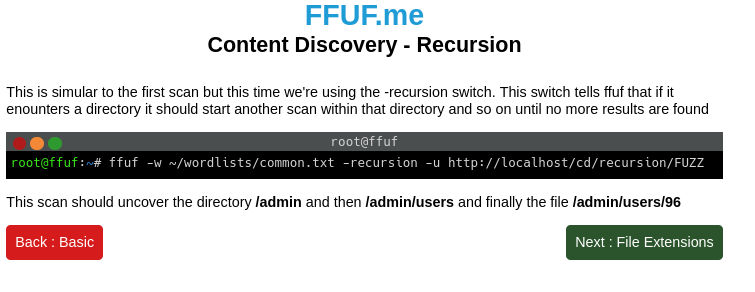 FFUF.me
Content Discovery - Recursion
This is simular to the first scan but this time we're using the -recursion switch. This switch tells ffuf that if it
enounters a directory it should start another scan within that directory and so on until no more results are found
root@ffuf
root@ffuf:~# ffuf -w ~/wordlists/common.txt -recursion -u http://localhost/cd/recursion/FUZZ
This scan should uncover the directory /admin and then /admin/users and finally the file /admin/users/96
Back : Basic
Next : File Extensions